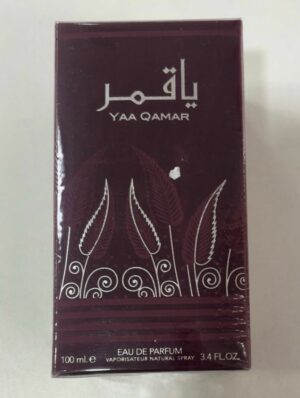 ياقمر
YAA QAMAR
EAU DE PARFUM
100 ml.e VAPORISATEUR NATURAL SPRAY 3.4 FL.OZ.